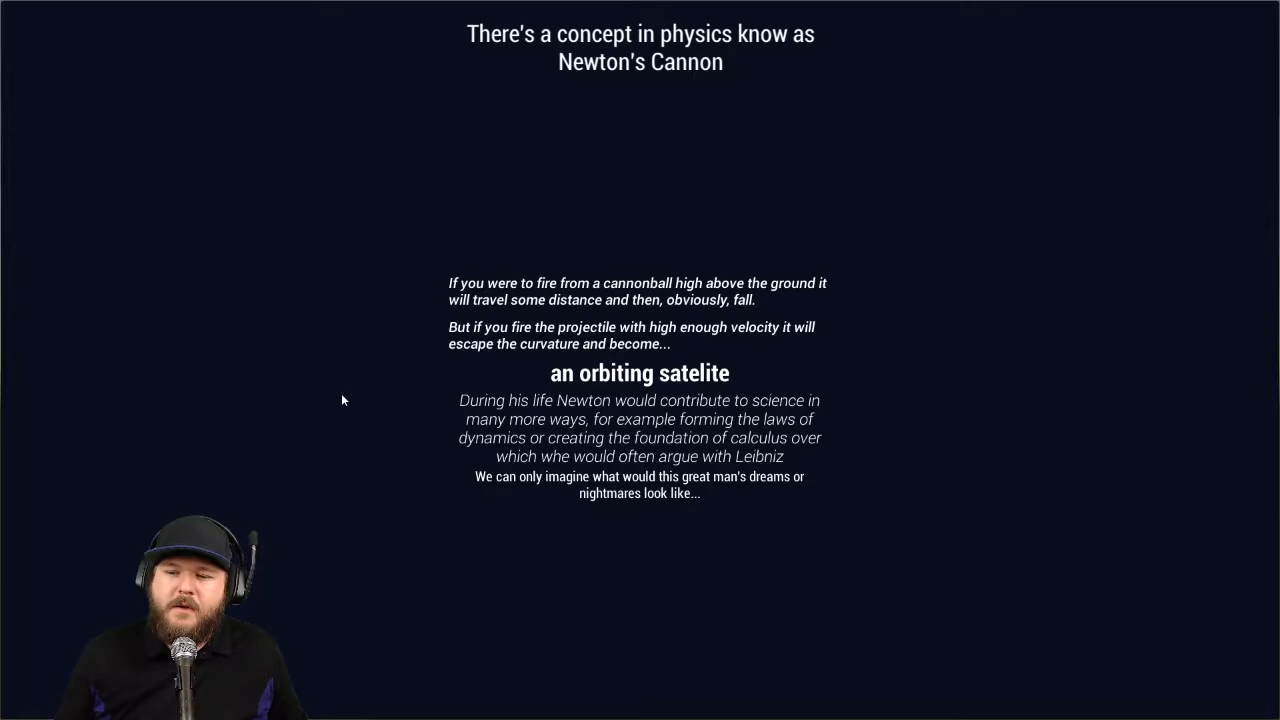 There's a concept in physics know as
Newton's Cannon
If you were to fire from a cannonball high above the ground it
will travel some distance and then, obviously, fall.
But if you fire the projectile with high enough velocity it will
escape the curvature and become...
an orbiting satelite
During his life Newton would contribute to science in
many more ways, for example forming the laws of
dynamics or creating the foundation of calculus over
which whe would often argue with Leibniz
We can only imagine what would this great man's dreams or
nightmares look like...